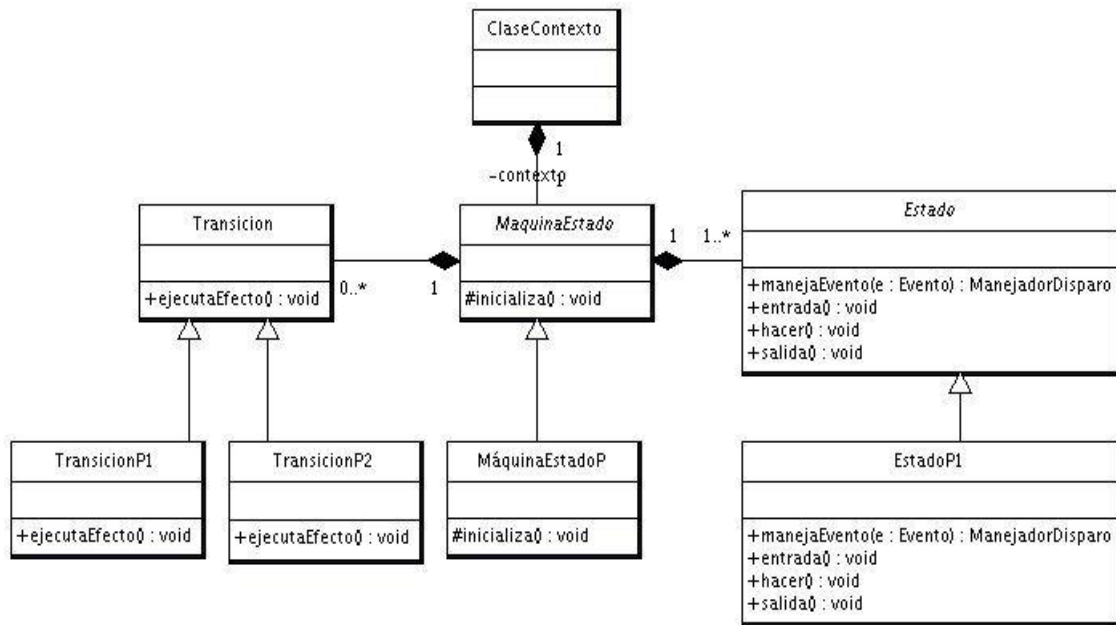 ClaseContexto
1
-contexto
1
Transicion
+ejecutaEfecto() : void
0..*
1
MaquinaEstado
#inicializa() : void
1
1..*
Estado
+manejaEvento(e : Evento) : ManejadorDisparo
+entrada() : void
+hacer() : void
+salida() : void
TransicionP1
+ejecutaEfecto() : void
TransicionP2
+ejecutaEfecto() : void
MáquinaEstadoP
#inicializa() : void
EstadoP1
+manejaEvento(e : Evento) : ManejadorDisparo
+entrada() : void
+hacer() : void
+salida() : void